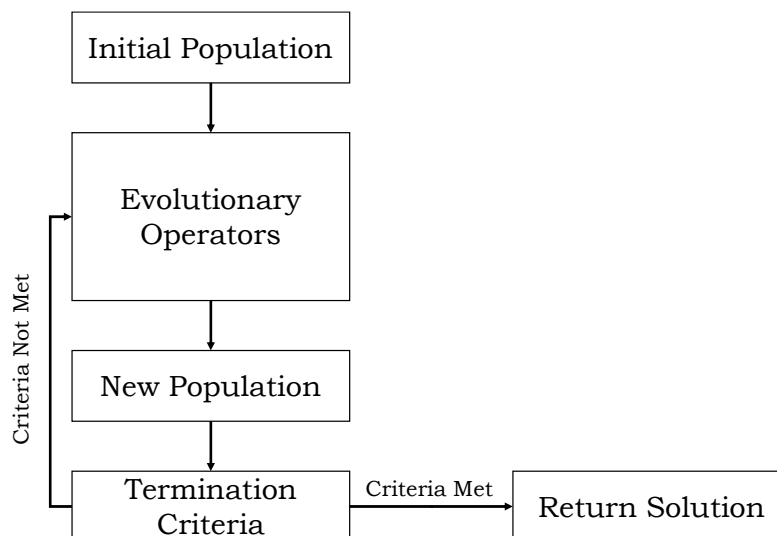 Initial Population
Evolutionary
Operators
Criteria Not Met
New Population
Termination
Criteria
Criteria Met
Return Solution